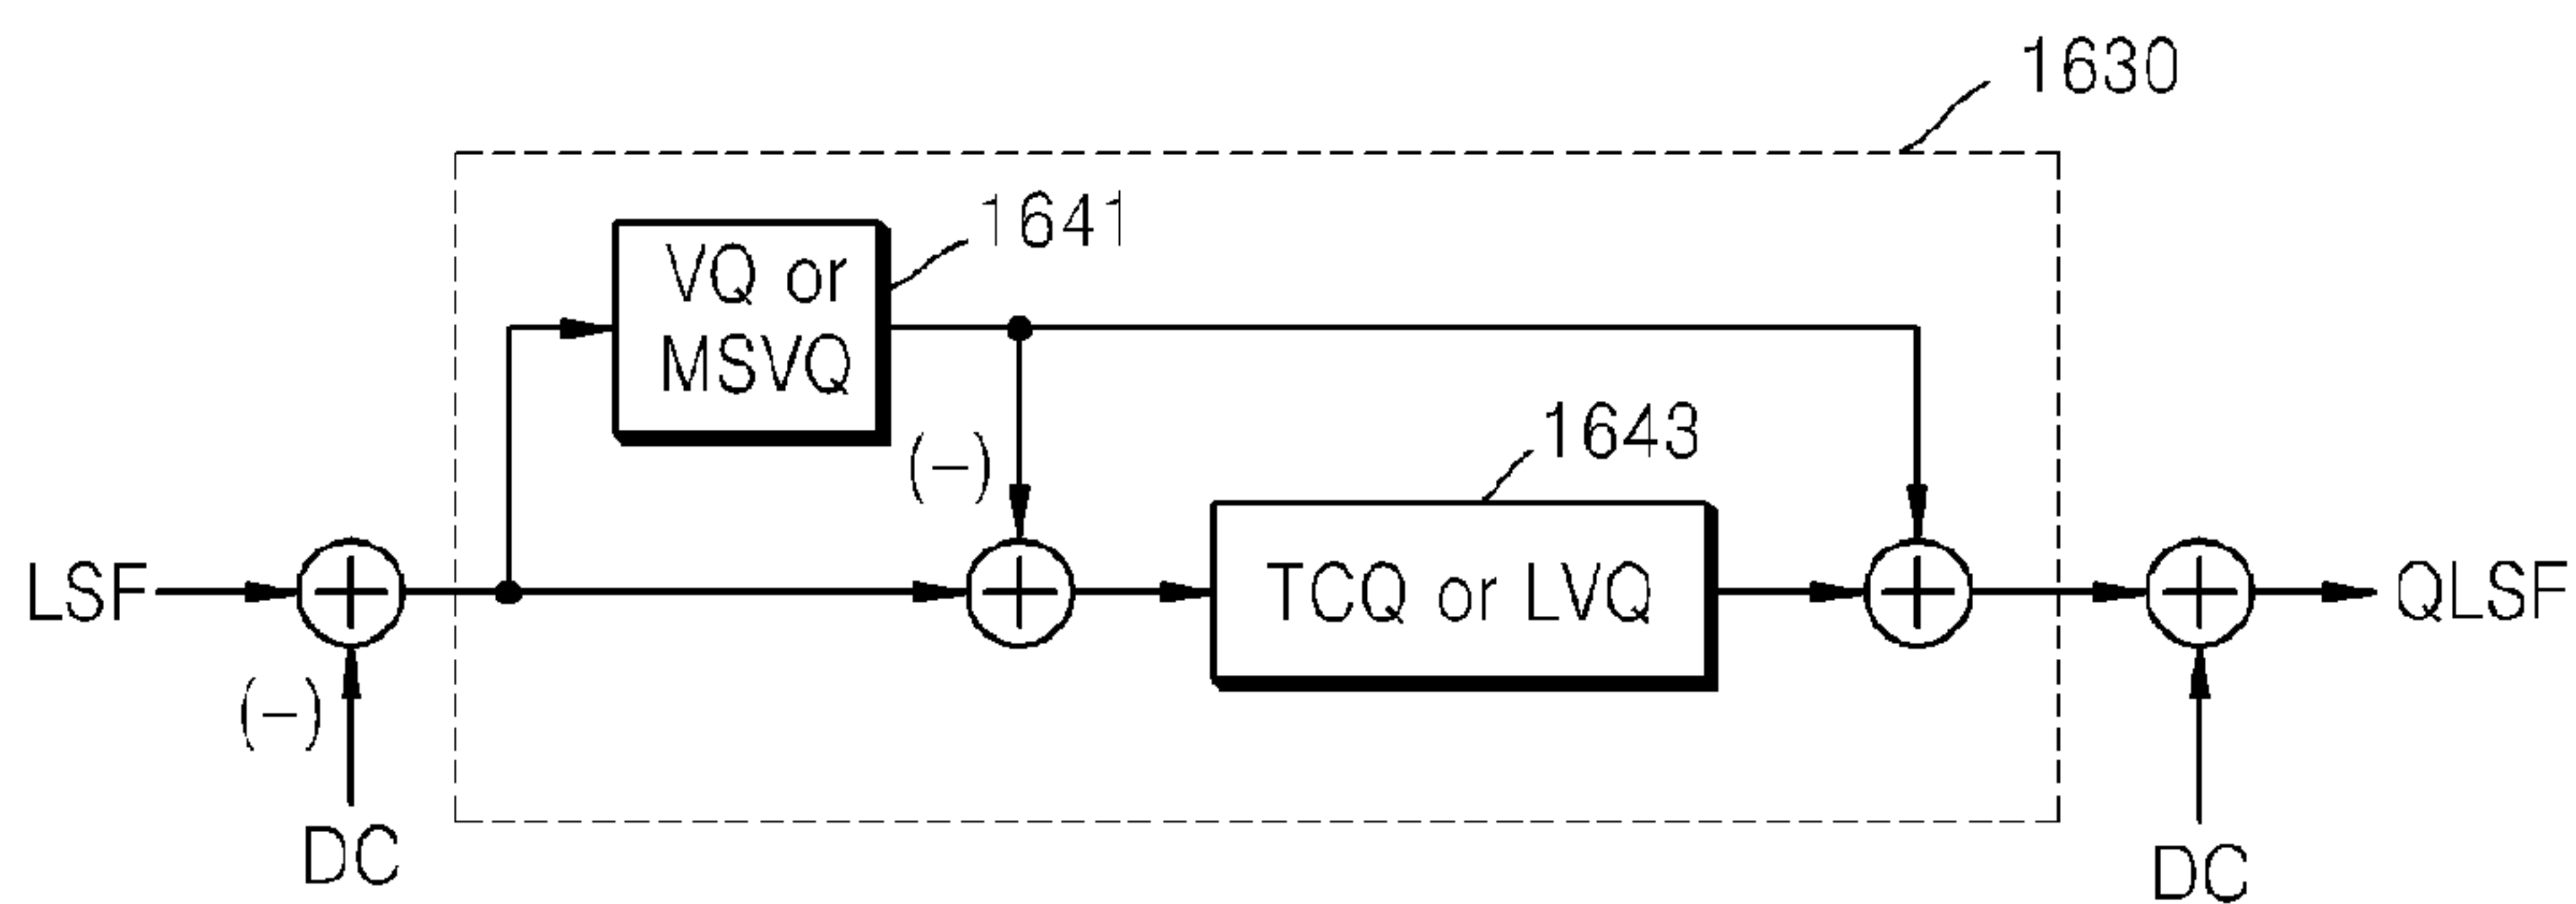 1630
1641
VQ or
MSVQ
(−)
1643
LSF
TCQ or LVQ
QLSF
(−)
DC
DC